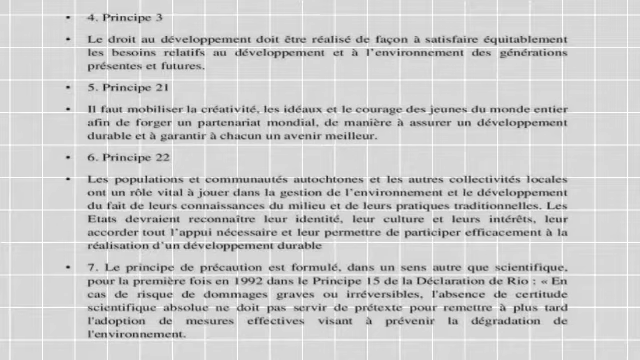 • 4. Principe 3
• Le droit au développement doit être réalisé de façon à satisfaire équitablement
les besoins relatifs au développement et à l'environnement des générations
présentes et futures.
• 5. Principe 21
• Il faut mobiliser la créativité, les idéaux et le courage des jeunes du monde entier
afin de forger un partenariat mondial, de manière à assurer un développement
durable et à garantir à chacun un avenir meilleur.
• 6. Principe 22
• Les populations et communautés autochtones et les autres collectivités locales
ont un rôle vital à jouer dans la gestion de l'environnement et le développement
du fait de leurs connaissances du milieu et de leurs pratiques traditionnelles. Les
Etats devraient reconnaître leur identité, leur culture et leurs intérêts, leur
accorder tout l'appui nécessaire et leur permettre de participer efficacement à la
réalisation d'un développement durable
• 7. Le principe de précaution est formulé, dans un sens autre que scientifique,
pour la première fois en 1992 dans le Principe 15 de la Déclaration de Rio : « En
cas de risque de dommages graves ou irréversibles, l'absence de certitude
scientifique absolue ne doit pas servir de prétexte pour remettre à plus tard
l'adoption de mesures effectives visant à prévenir la dégradation de
l'environnement.